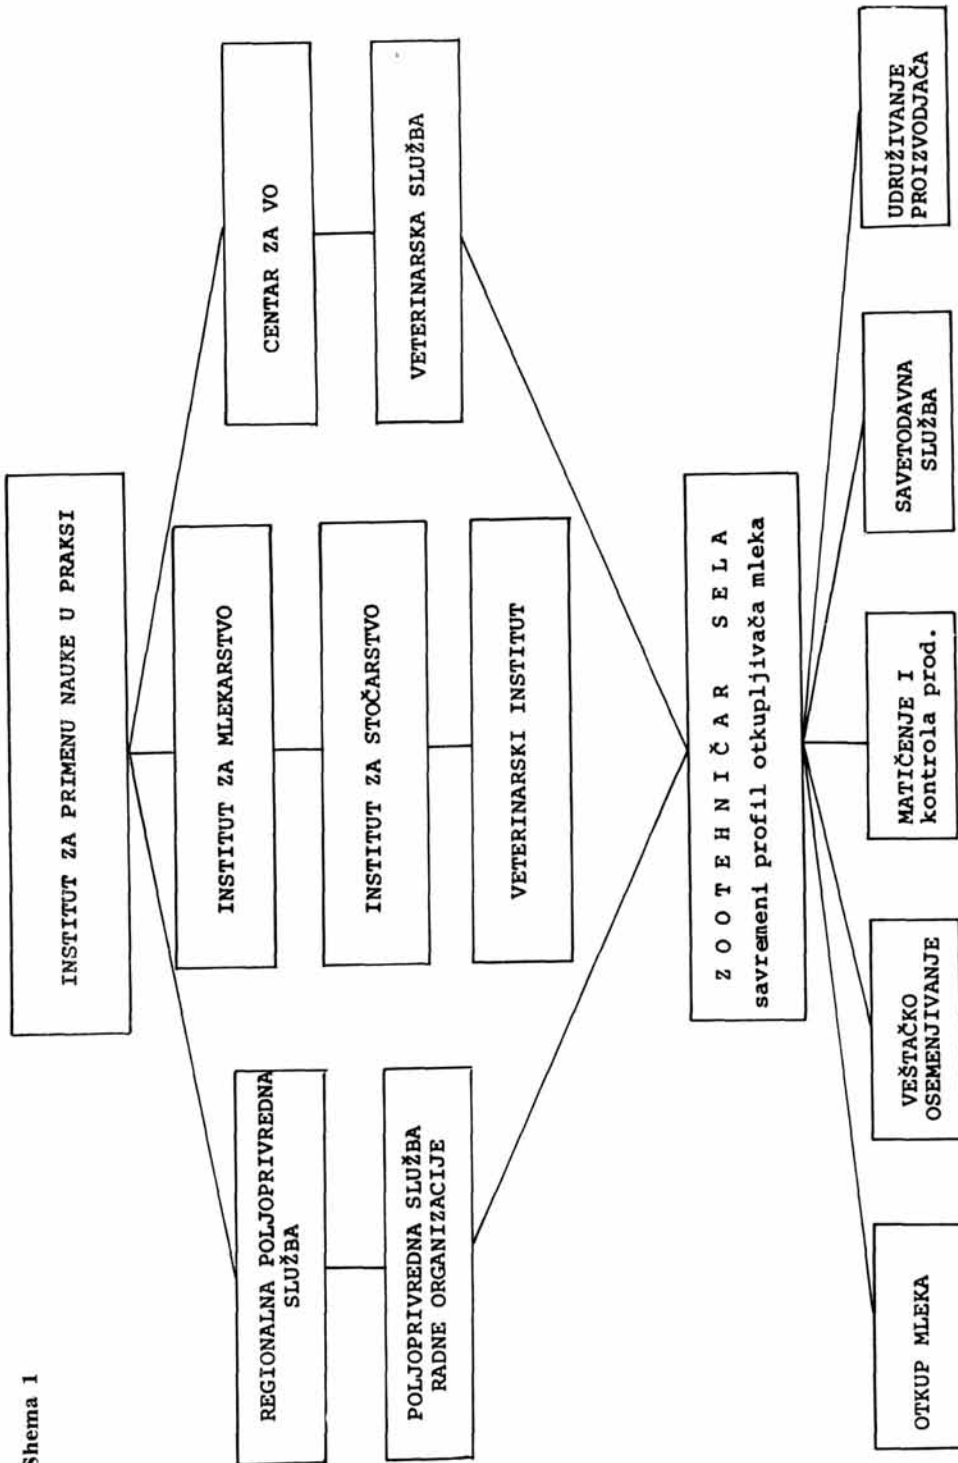 Shema 1
INSTITUT ZA PRIMENU NAUKE U PRAKSI
REGIONALNA POLJOPRIVREDNA
SLUŽBA
INSTITUT ZA MLEKARSTVO
CENTAR ZA VO
POLJOPRIVREDNA SLUŽBA
RADNE ORGANIZACIJE
INSTITUT ZA STOČARSTVO
VETERINARSKA SLUŽBA
VETERINARSKI INSTITUT
Z O O T E H N I Č A R S E L A
savremeni profil otkupljivača mleka
OTKUP MLEKA
VEŠTAČKO
OSEMENJIVANJE
MATIČENJE I
kontrola prod.
SAVETODAVNA
SLUŽBA
UDRUŽIVANJE
PROIZVODJAČA